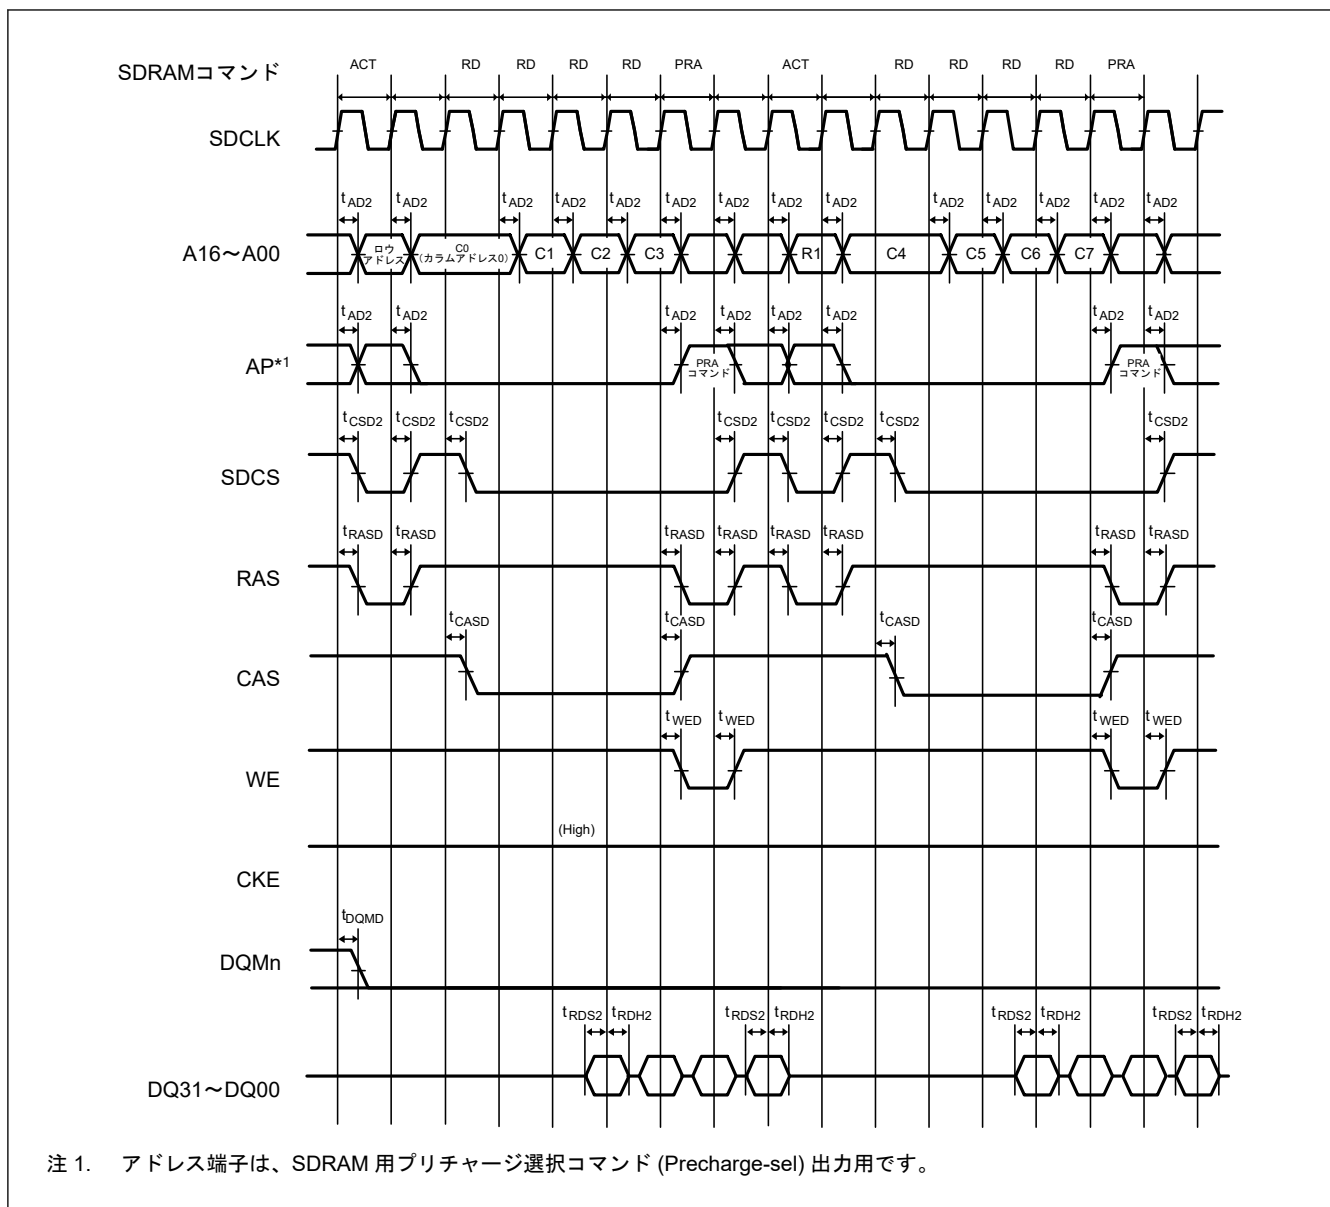 SDRAMコマンド ACT RD RD RD RD PRA ACT RD RD RD RD PRA
SDCLK
tAD2 tAD2 tAD2 tAD2 tAD2 tAD2 tAD2 tAD2 tAD2 tAD2 tAD2 tAD2 tAD2 tAD2
A16～A00 ロウ アドレス C0 (カラムアドレス0) C1 C2 C3 R1 C4 C5 C6 C7
tAD2 tAD2 tAD2 tAD2 tAD2 tAD2 tAD2 tAD2
AP*1 PRA コマンド PRA コマンド
tCSD2 tCSD2 tCSD2 tCSD2 tCSD2 tCSD2 tCSD2 tCSD2
SDCS
tRASD tRASD tRASD tRASD tRASD tRASD tRASD tRASD
RAS
tCASD tCASD tCASD tCASD
CAS
tWED tWED tWED tWED
WE
(High)
CKE
tDQMD
DQMn
tRDS2 tRDH2 tRDS2 tRDH2 tRDS2 tRDH2 tRDS2 tRDH2
DQ31～DQ00
注 1. アドレス端子は、SDRAM 用プリチャージ選択コマンド (Precharge-sel) 出力用です。